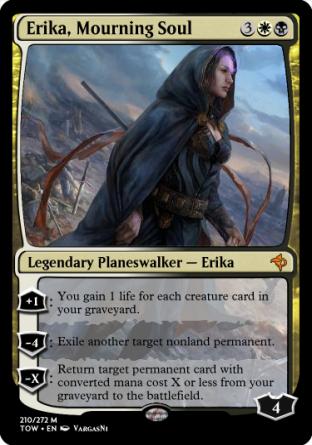 Erika, Mourning Soul 3
Legendary Planeswalker — Erika
+1: You gain 1 life for each creature card in
your graveyard.
-4: Exile another target nonland permanent.
-X: Return target permanent card with
converted mana cost X or less from your
graveyard to the battlefield.
4
210/272 M
TOW • EN VARGASNI